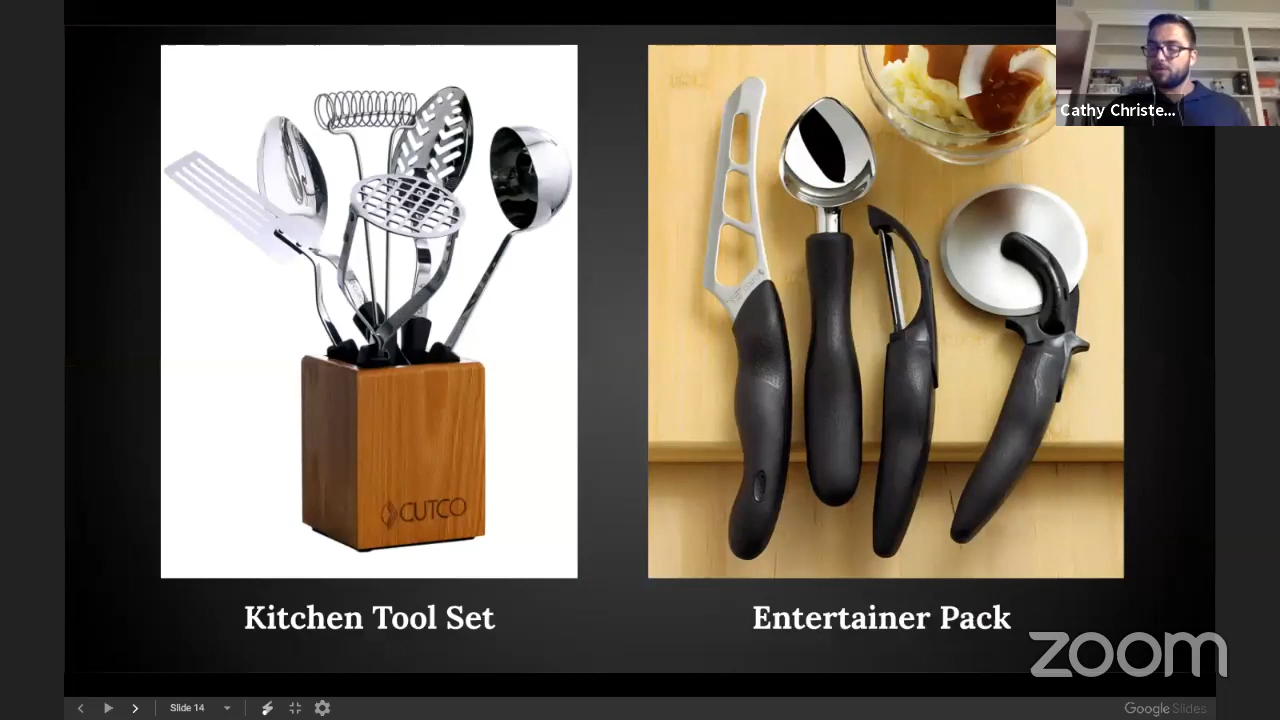 Cathy Christe...
CUTCO
Kitchen Tool Set
Entertainer Pack
zoom
Slide 14
Google Slides